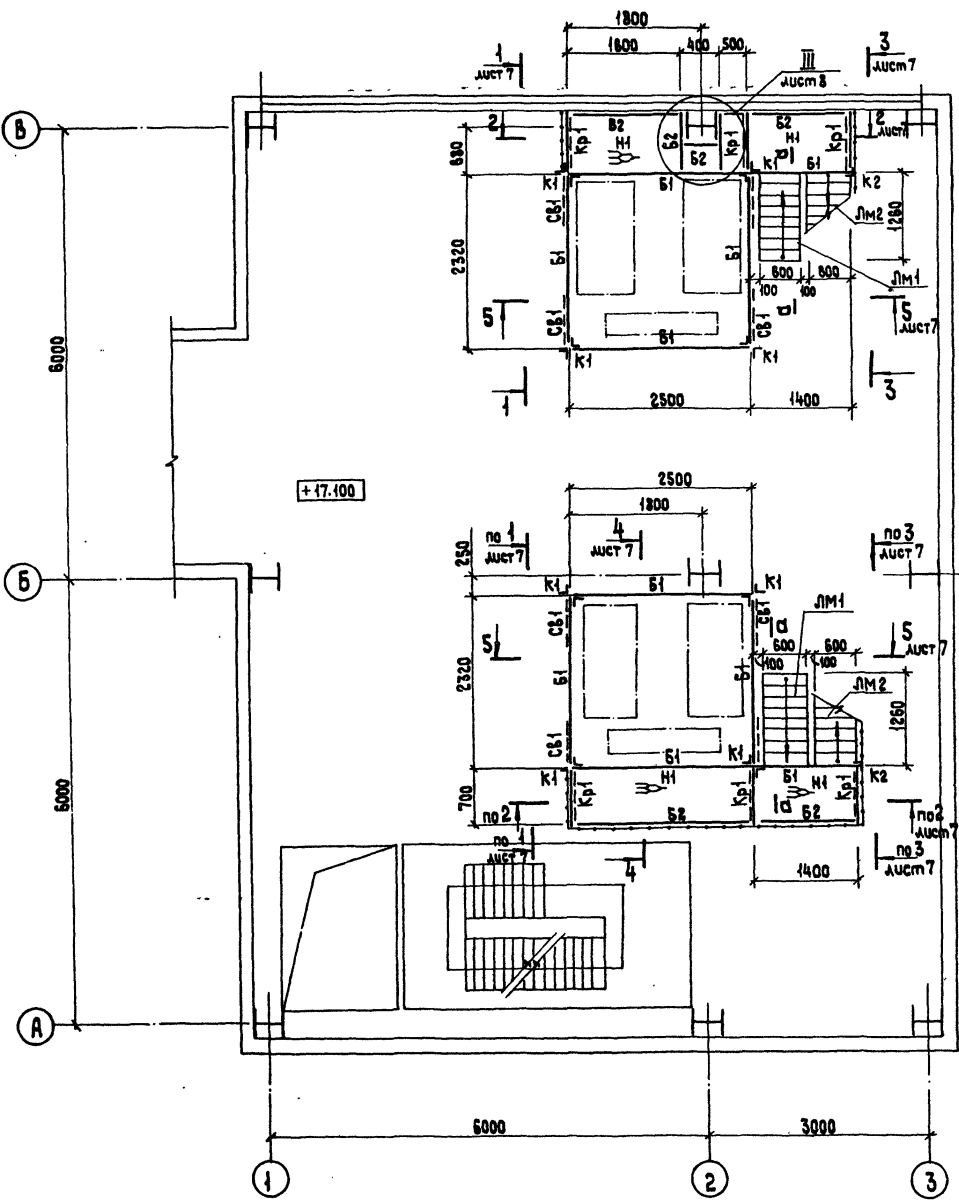 1800
1800 400 500
1
лист 7
III
лист 8
3
лист 7
В
2
2
лист
Кр1
Б2
Н1
Б2
Б2
Кр1
Б2
Н1
Кр1
680
К1
Б1
К1
а
Б1
К2
СВ1
ЛМ2
1260
2320
Б1
Б1
ЛМ1
600 600
100 100
5
СВ1
Б1
СВ1
а
5
лист 7
К1
К1
6000
1
3
2500
1400
+17.100
2500
1800
по 1
лист 7
4
лист 7
по 3
лист 7
250
Б
К1
Б1
К1
СВ1
СВ1
а
ЛМ1
5
600 600
5
лист 7
100 100
2320
Б1
Б1
ЛМ2
1260
СВ1
Б1
К1
К1
Н1
Б1
Н1
К2
700
Кр1
Кр1
Кр1
Б2
а
Б2
по 2
по 2
лист 7
по 1
лист 7
4
по 3
лист 7
6000
1400
А
6000
3000
1
2
3